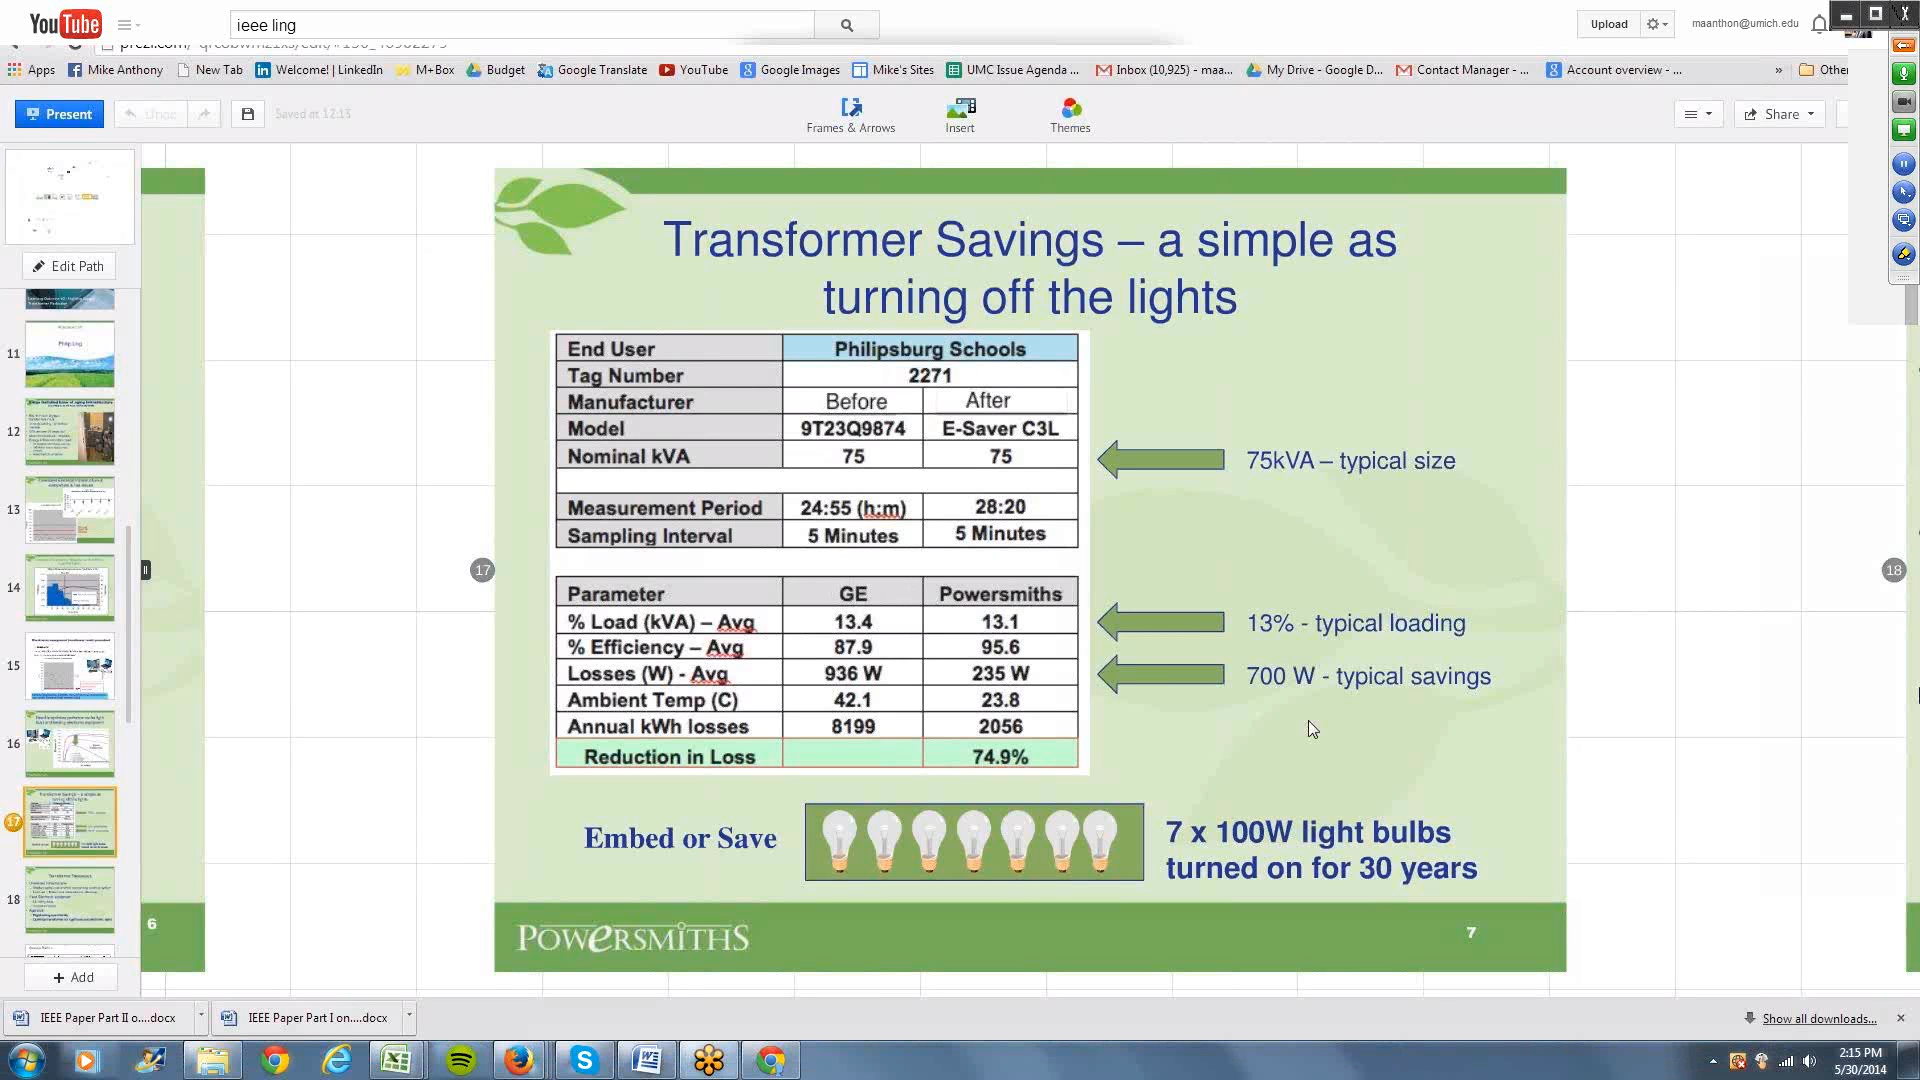 YouTube
ieee ling
Upload
maanthon@umich.edu
Apps
Mike Anthony
New Tab
Welcome! | LinkedIn
M+Box
Budget
Google Translate
YouTube
Google Images
Mike's Sites
UMC Issue Agenda ...
Inbox (10,925) - maa...
My Drive - Google D...
Contact Manager - ...
Account overview - ...
»
Other
Present
Undo
Saved at 12:13
Frames & Arrows
Insert
Themes
Share
Edit Path
11
12
13
14
15
16
17
18
Add
6
17
18
Transformer Savings – a simple as
turning off the lights
End User Philipsburg Schools
Tag Number 2271
Manufacturer Before After
Model 9T23Q9874 E-Saver C3L
Nominal kVA 75 75
75kVA – typical size
Measurement Period 24:55 (h:m) 28:20
Sampling Interval 5 Minutes 5 Minutes
Parameter GE Powersmiths
% Load (kVA) – Avg 13.4 13.1
13% - typical loading
% Efficiency – Avg 87.9 95.6
Losses (W) - Avg 936 W 235 W
700 W - typical savings
Ambient Temp (C) 42.1 23.8
Annual kWh losses 8199 2056
Reduction in Loss 74.9%
Embed or Save
7 x 100W light bulbs
turned on for 30 years
POWERSMITHS
7
IEEE Paper Part II o....docx
IEEE Paper Part I on....docx
Show all downloads...
2:15 PM
5/30/2014